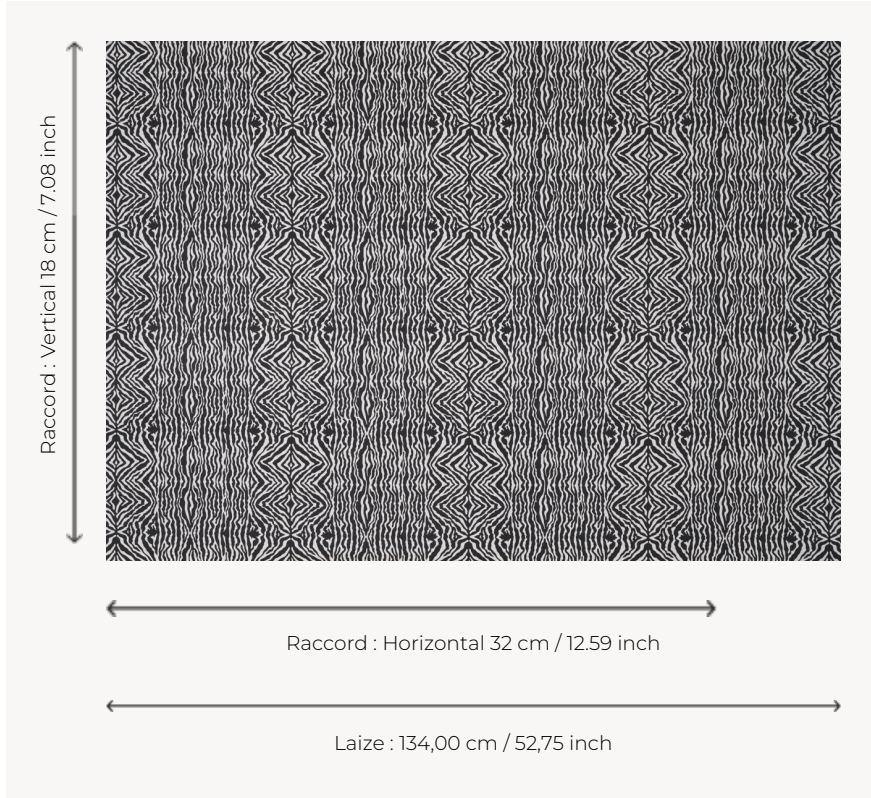 Raccord : Vertical 18 cm / 7.08 inch
Raccord : Horizontal 32 cm / 12.59 inch
Laize : 134,00 cm / 52,75 inch